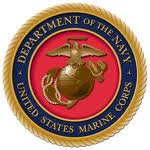 DEPARTMENT OF THE NAVY
UNITED STATES MARINE CORPS